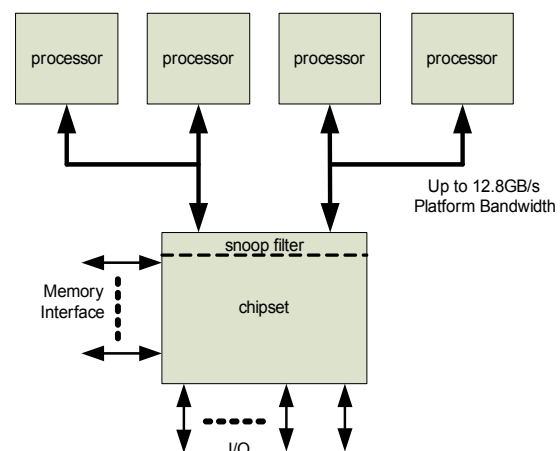 processor
processor
processor
processor
Up to 12.8GB/s
Platform Bandwidth
snoop filter
Memory
Interface
chipset
I/O